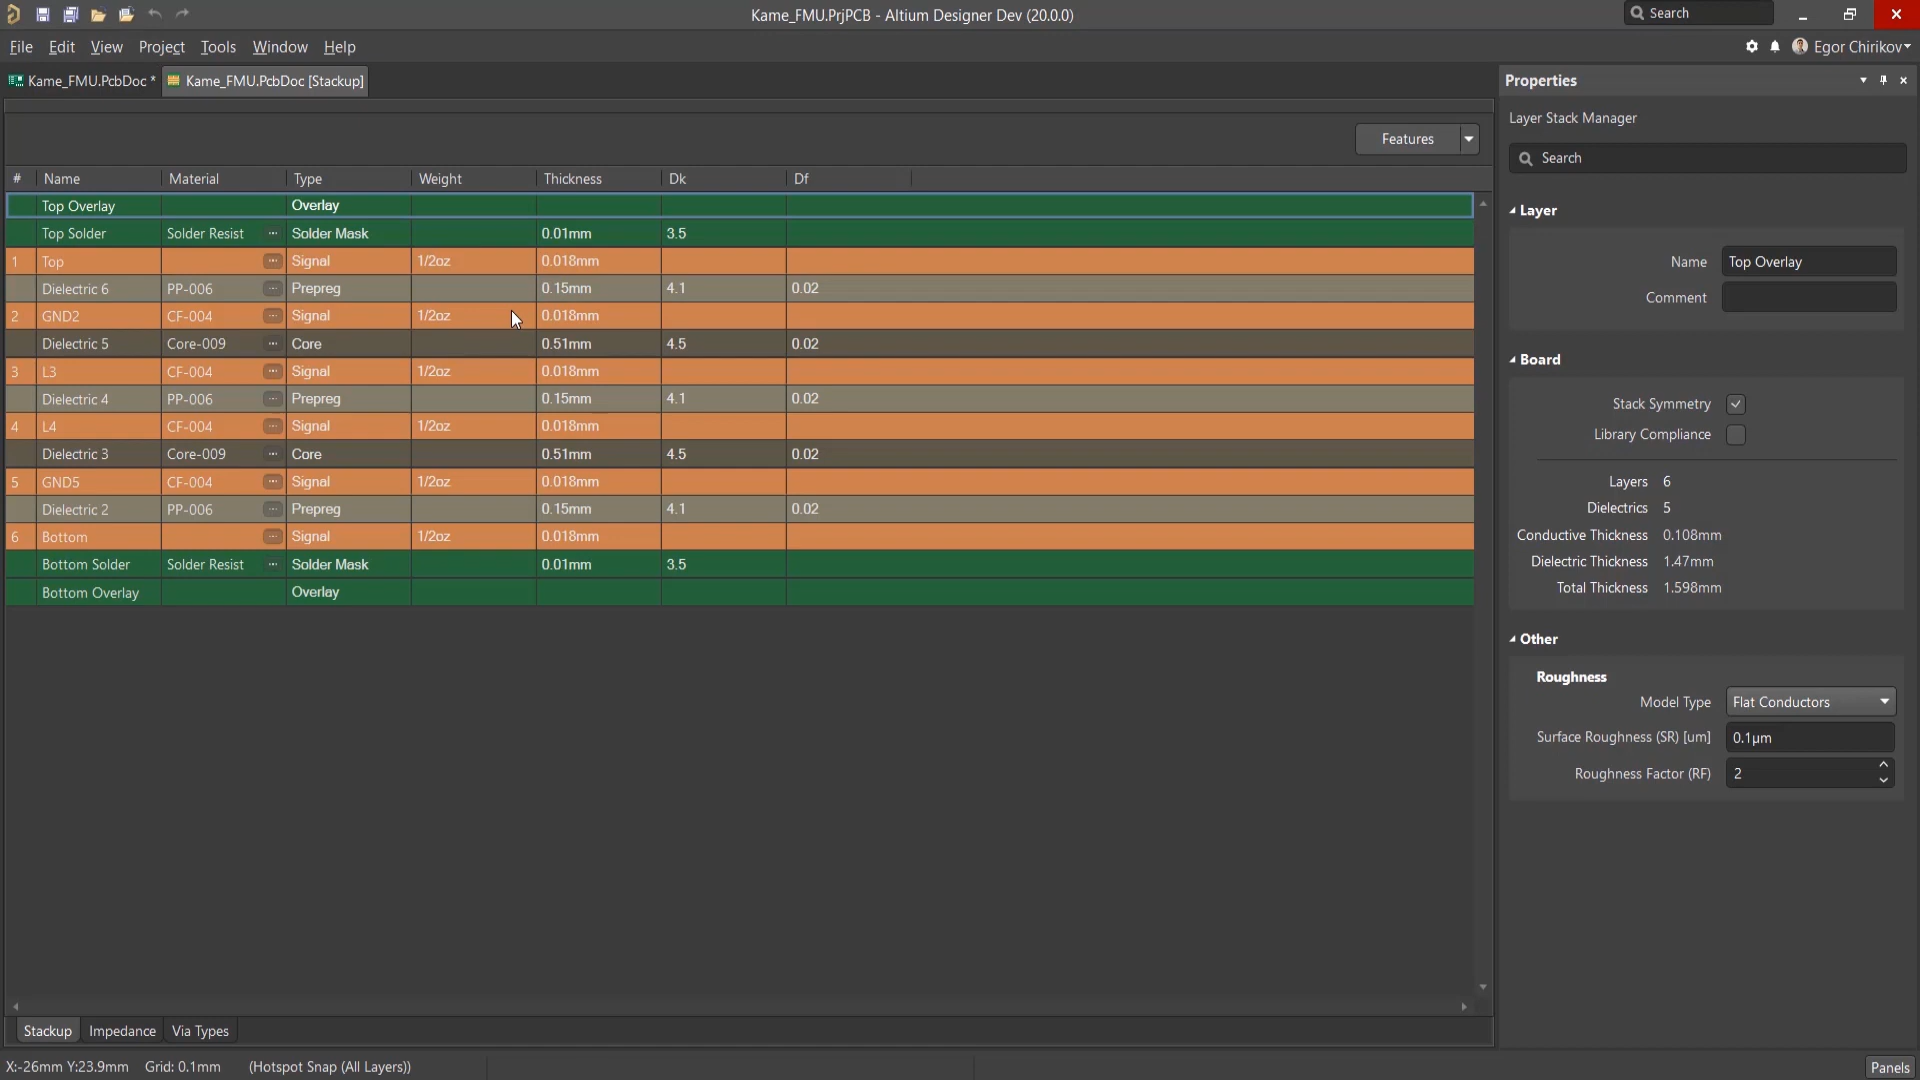 Kame_FMU.PrjPCB - Altium Designer Dev (20.0.0)
Search
File Edit View Project Tools Window Help
Egor Chirikov
Kame_FMU.PcbDoc * Kame_FMU.PcbDoc [Stackup]
Features
# Name Material Type Weight Thickness Dk Df
Top Overlay Overlay
Top Solder Solder Resist ... Solder Mask 0.01mm 3.5
1 Top ... Signal 1/2oz 0.018mm
Dielectric 6 PP-006 ... Prepreg 0.15mm 4.1 0.02
2 GND2 CF-004 ... Signal 1/2oz 0.018mm
Dielectric 5 Core-009 ... Core 0.51mm 4.5 0.02
3 L3 CF-004 ... Signal 1/2oz 0.018mm
Dielectric 4 PP-006 ... Prepreg 0.15mm 4.1 0.02
4 L4 CF-004 ... Signal 1/2oz 0.018mm
Dielectric 3 Core-009 ... Core 0.51mm 4.5 0.02
5 GND5 CF-004 ... Signal 1/2oz 0.018mm
Dielectric 2 PP-006 ... Prepreg 0.15mm 4.1 0.02
6 Bottom ... Signal 1/2oz 0.018mm
Bottom Solder Solder Resist ... Solder Mask 0.01mm 3.5
Bottom Overlay Overlay
Stackup Impedance Via Types
X:-26mm Y:23.9mm Grid: 0.1mm (Hotspot Snap (All Layers))
Properties
Layer Stack Manager
Search
Layer
Name Top Overlay
Comment
Board
Stack Symmetry
Library Compliance
Layers 6
Dielectrics 5
Conductive Thickness 0.108mm
Dielectric Thickness 1.47mm
Total Thickness 1.598mm
Other
Roughness
Model Type Flat Conductors
Surface Roughness (SR) [um] 0.1µm
Roughness Factor (RF) 2
Panels